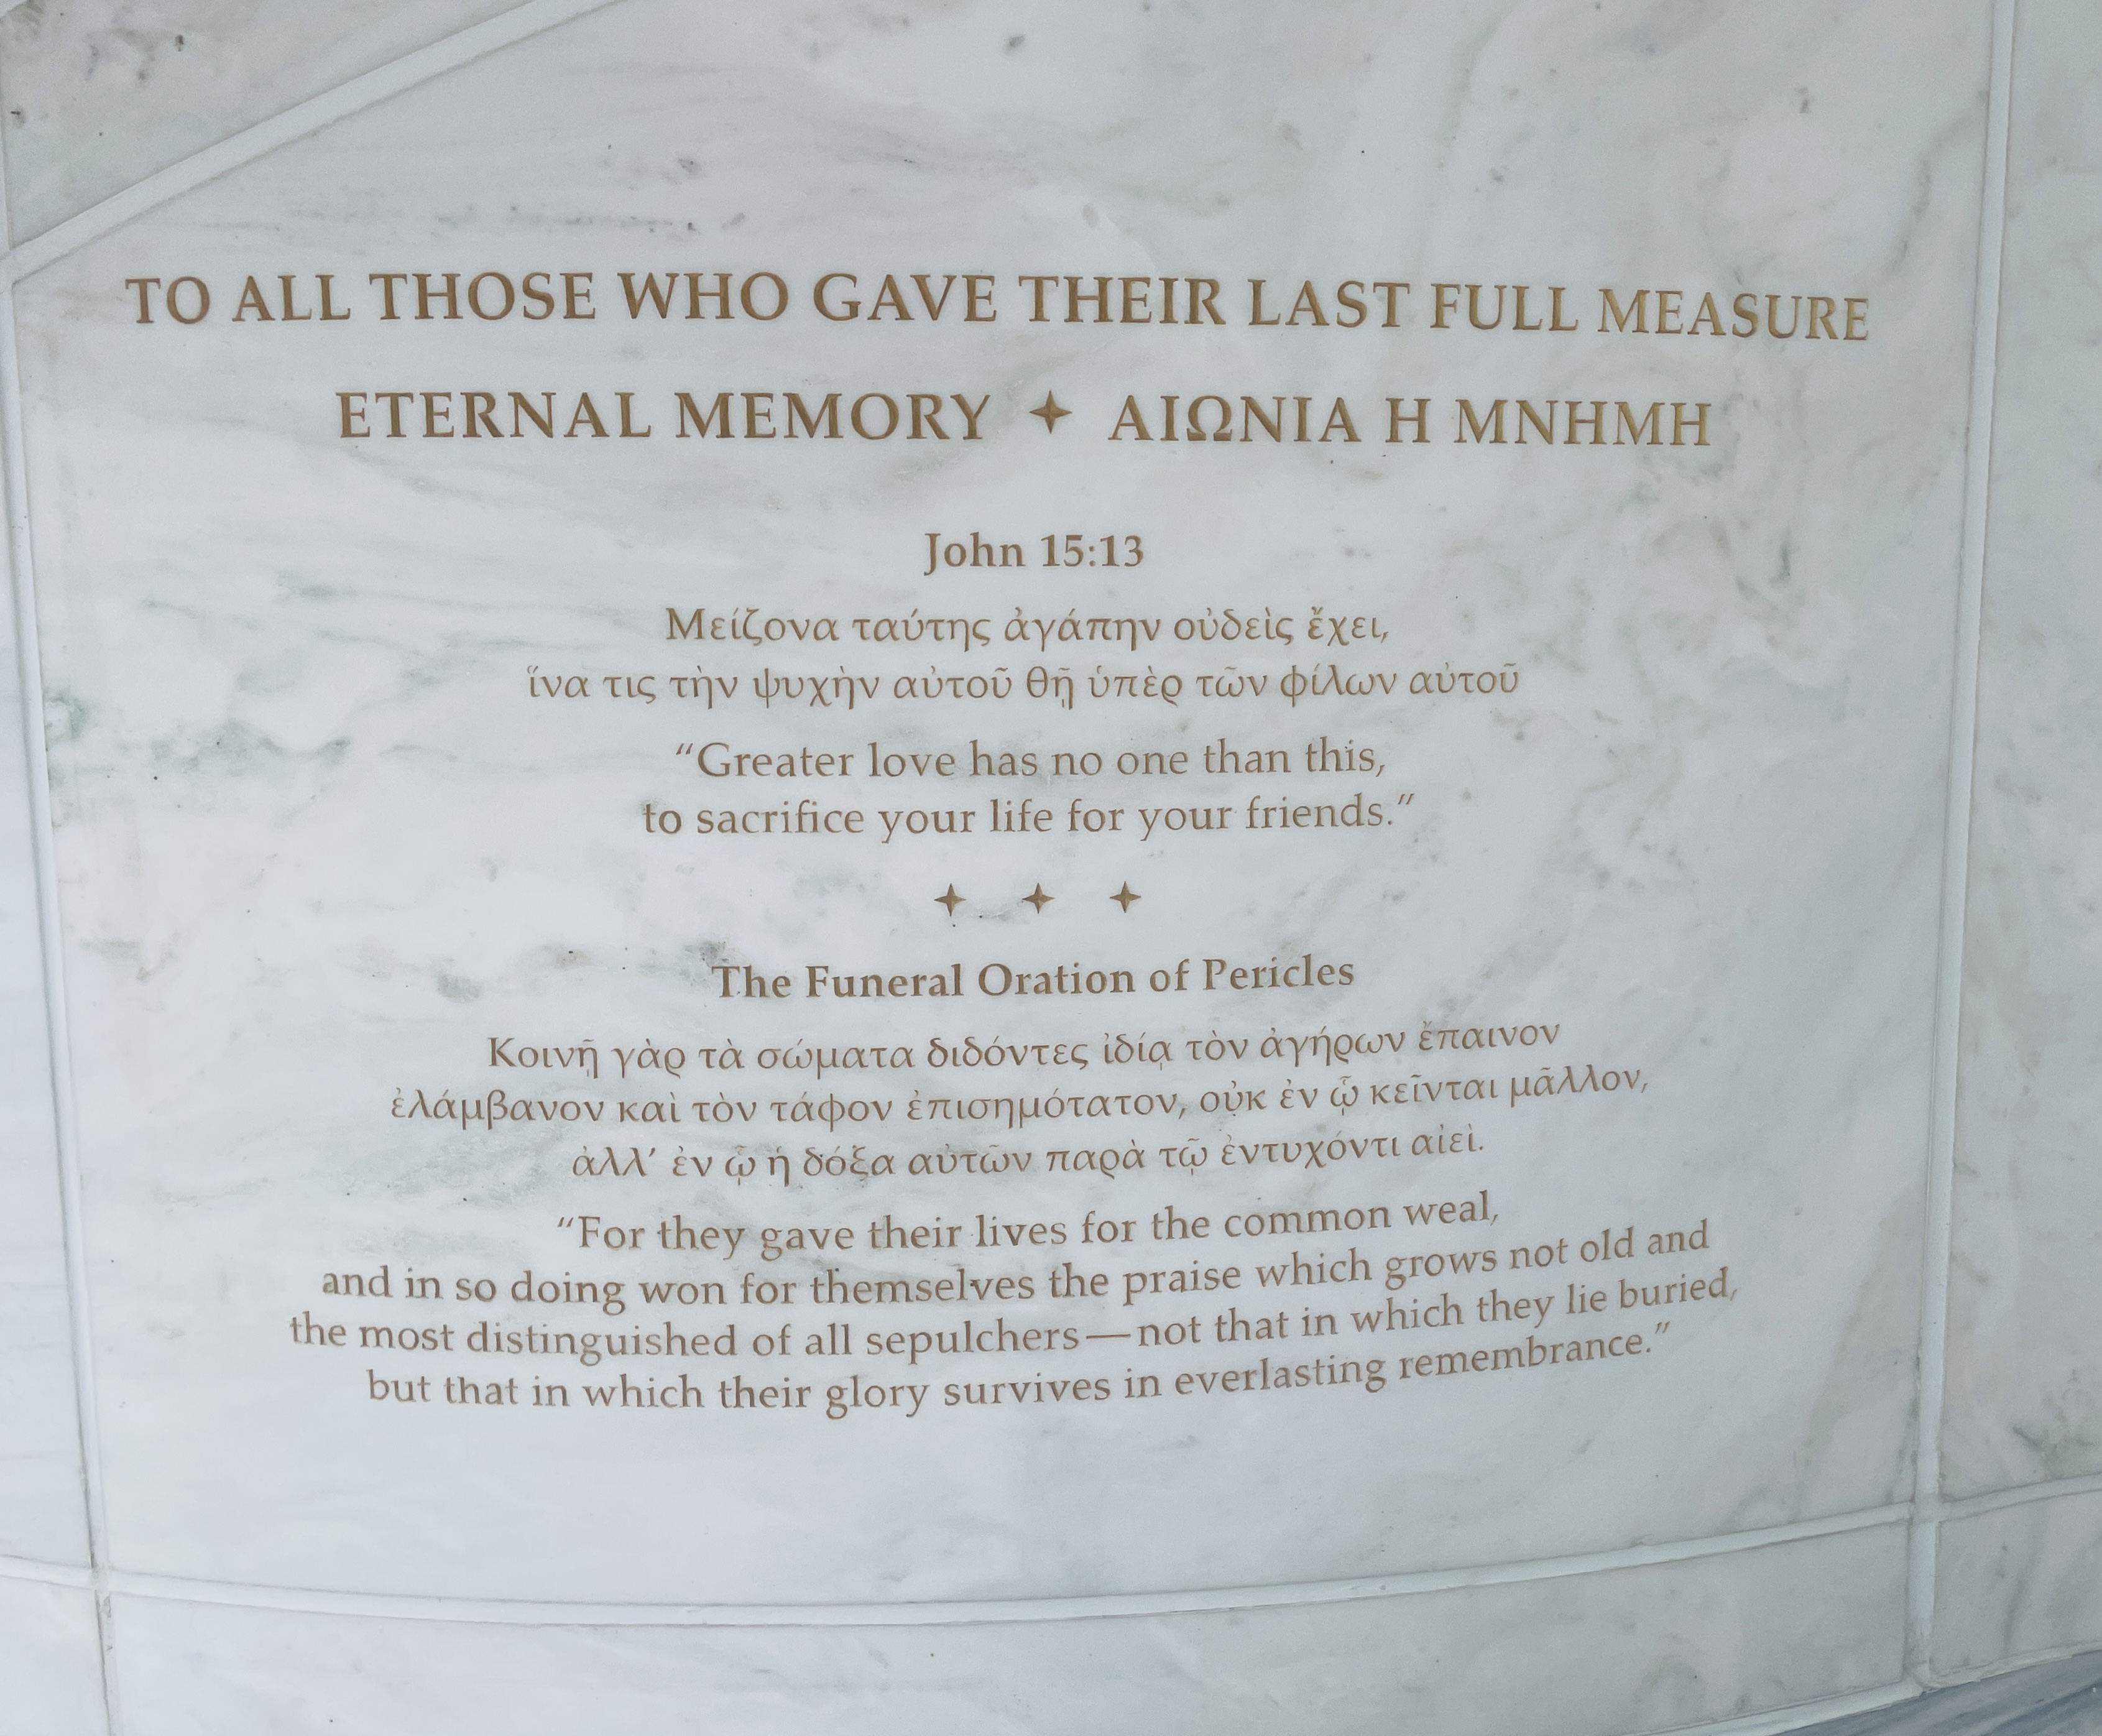 TO ALL THOSE WHO GAVE THEIR LAST FULL MEASURE
ETERNAL MEMORY ✦ ΑΙΩΝΙΑ Η ΜΝΗΜΗ
John 15:13
Μείζονα ταύτης ἀγάπην οὐδεὶς ἔχει,
ἵνα τις τὴν ψυχὴν αὐτοῦ θῇ ὑπὲρ τῶν φίλων αὐτοῦ
“Greater love has no one than this,
to sacrifice your life for your friends.”
✦ ✦ ✦
The Funeral Oration of Pericles
Κοινῇ γὰρ τὰ σώματα διδόντες ἰδίᾳ τὸν ἀγήρων ἔπαινον
ἐλάμβανον καὶ τὸν τάφον ἐπισημότατον, οὐκ ἐν ᾧ κεῖνται μᾶλλον,
ἀλλ’ ἐν ᾧ ἡ δόξα αὐτῶν παρὰ τῷ ἐντυχόντι αἰεὶ.
“For they gave their lives for the common weal,
and in so doing won for themselves the praise which grows not old and
the most distinguished of all sepulchers—not that in which they lie buried,
but that in which their glory survives in everlasting remembrance.”